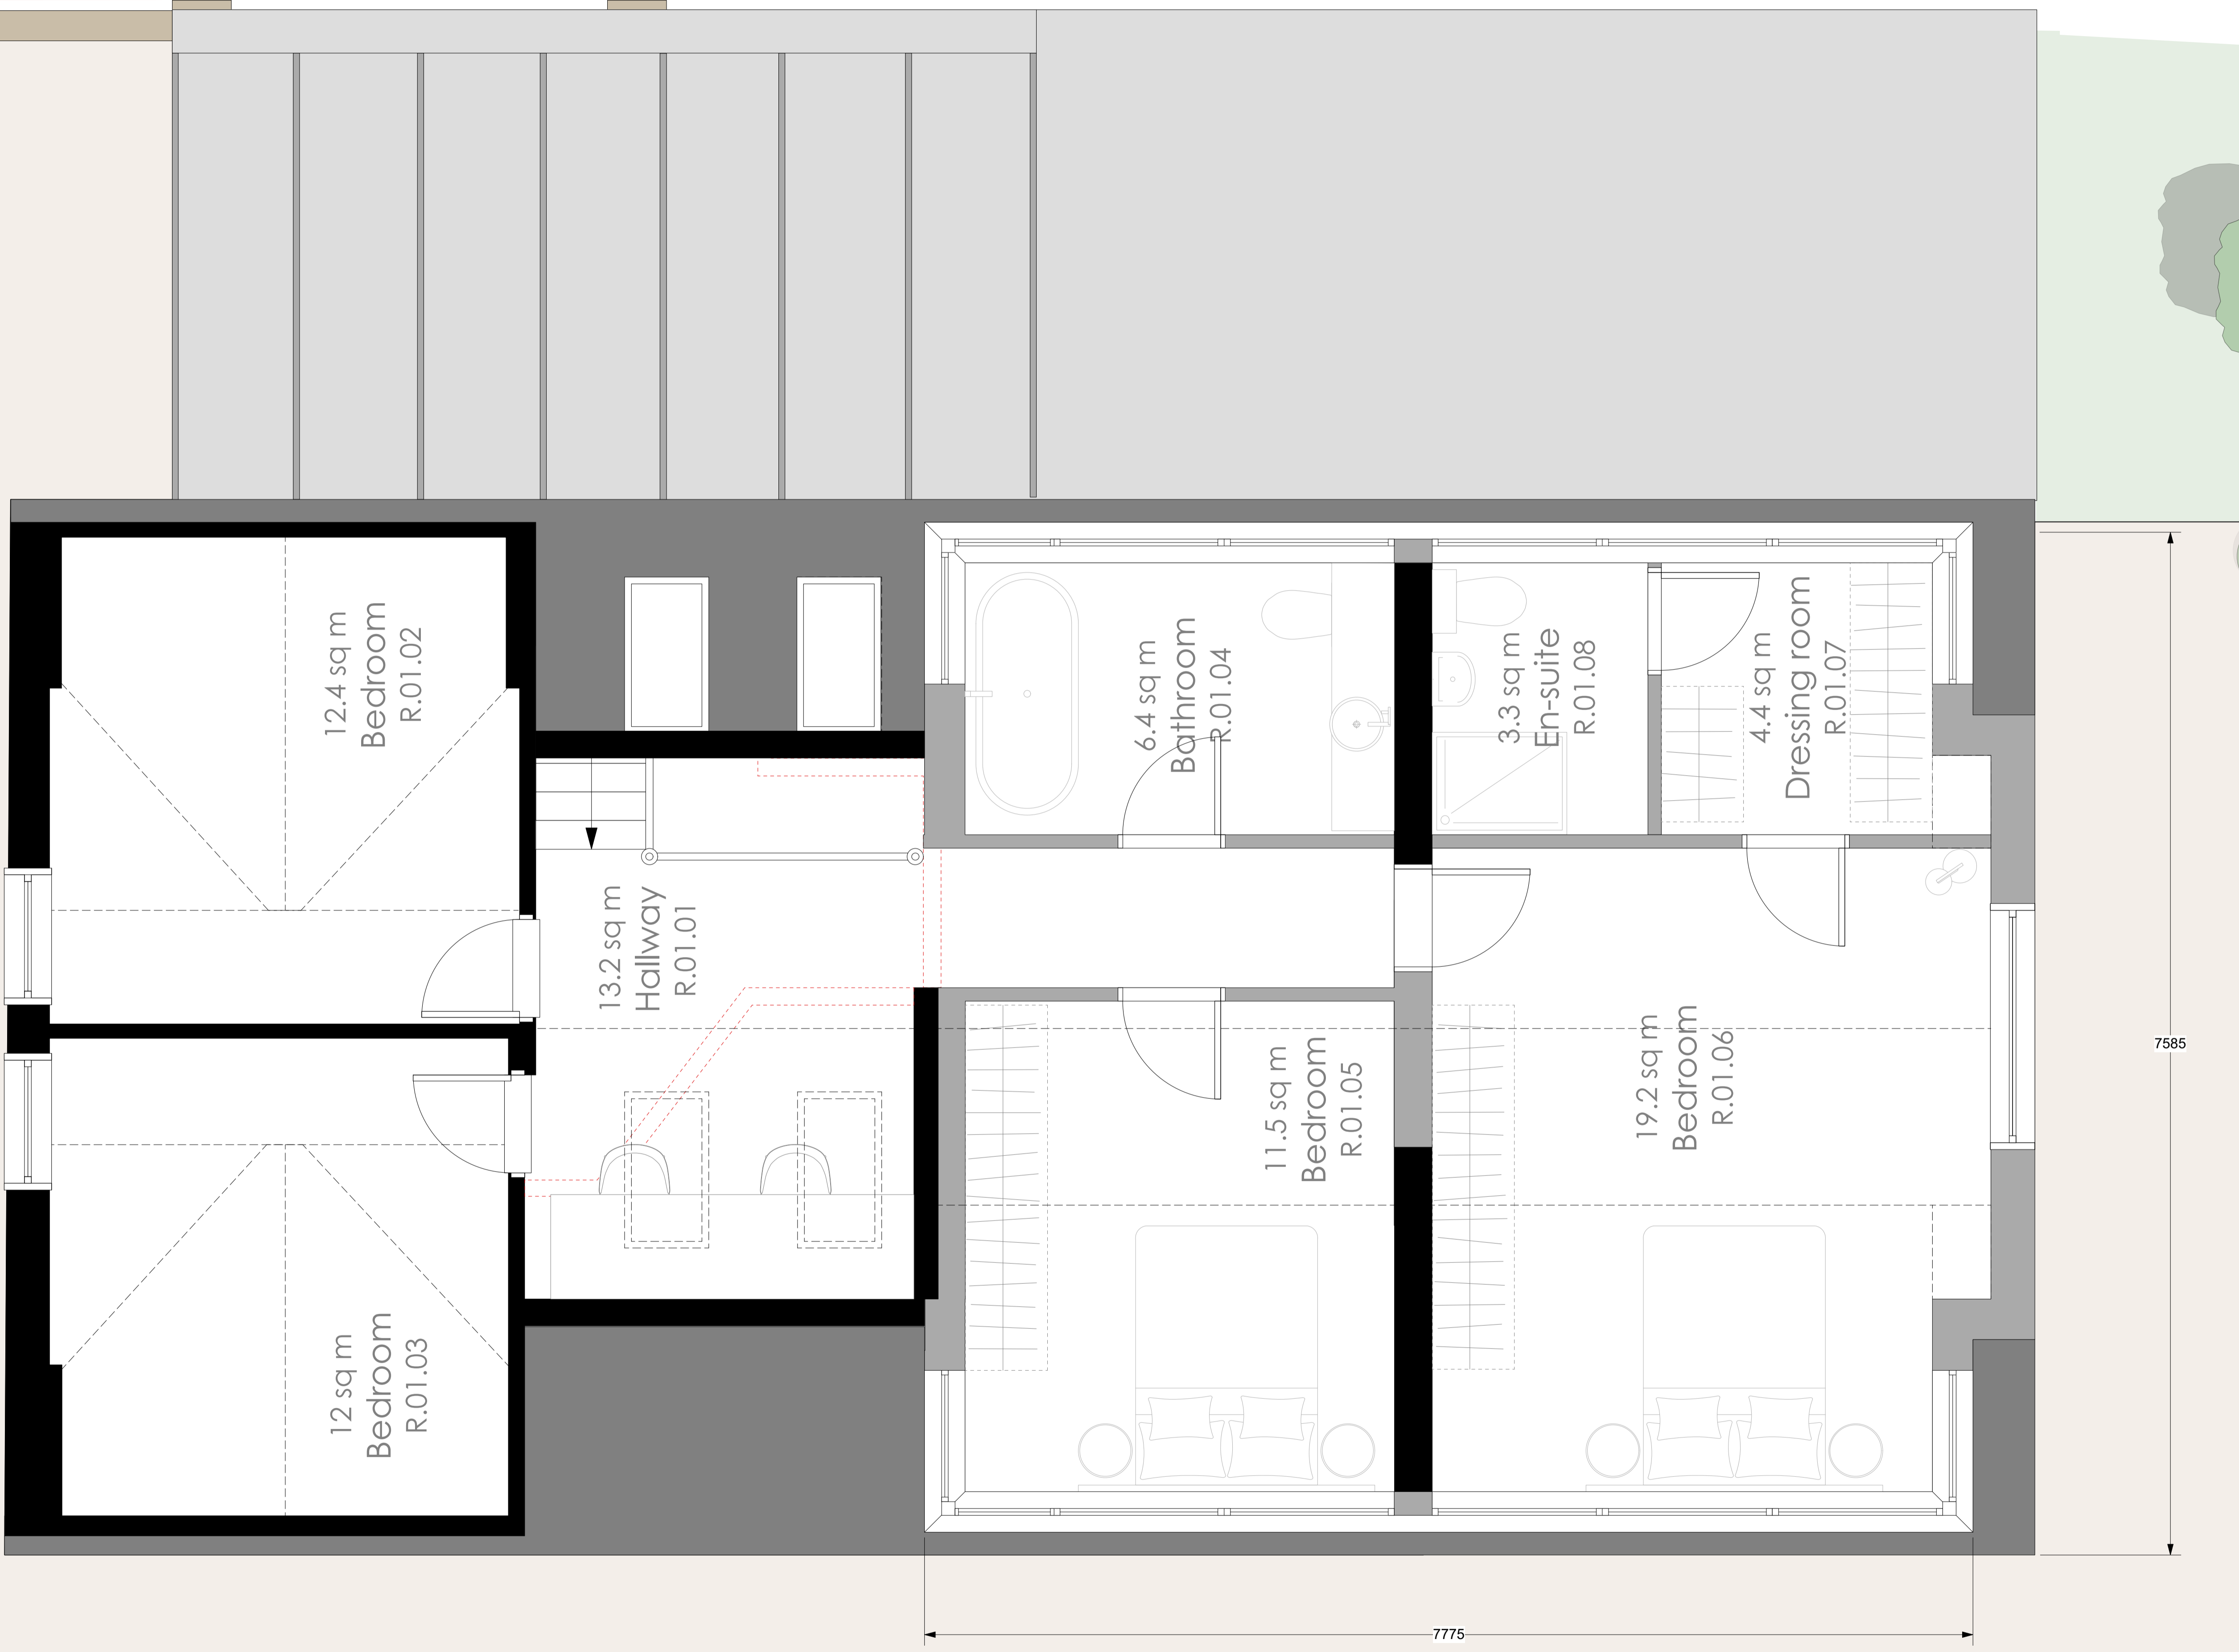 12.4 sq m
Bedroom
R.01.02
12 sq m
Bedroom
R.01.03
13.2 sq m
Hallway
R.01.01
6.4 sq m
Bathroom
R.01.04
11.5 sq m
Bedroom
R.01.05
3.3 sq m
En-suite
R.01.08
4.4 sq m
Dressing room
R.01.07
19.2 sq m
Bedroom
R.01.06
7585
7775